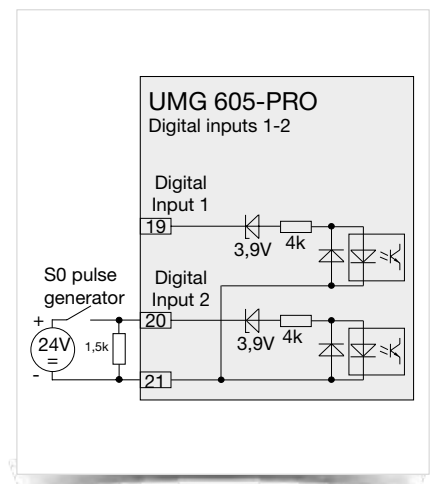 UMG 605-PRO
Digital inputs 1-2
Digital
Input 1
19
3,9V
4k
S0 pulse
generator
Digital
Input 2
+
20
24V
=
1,5k
3,9V
4k
-
21